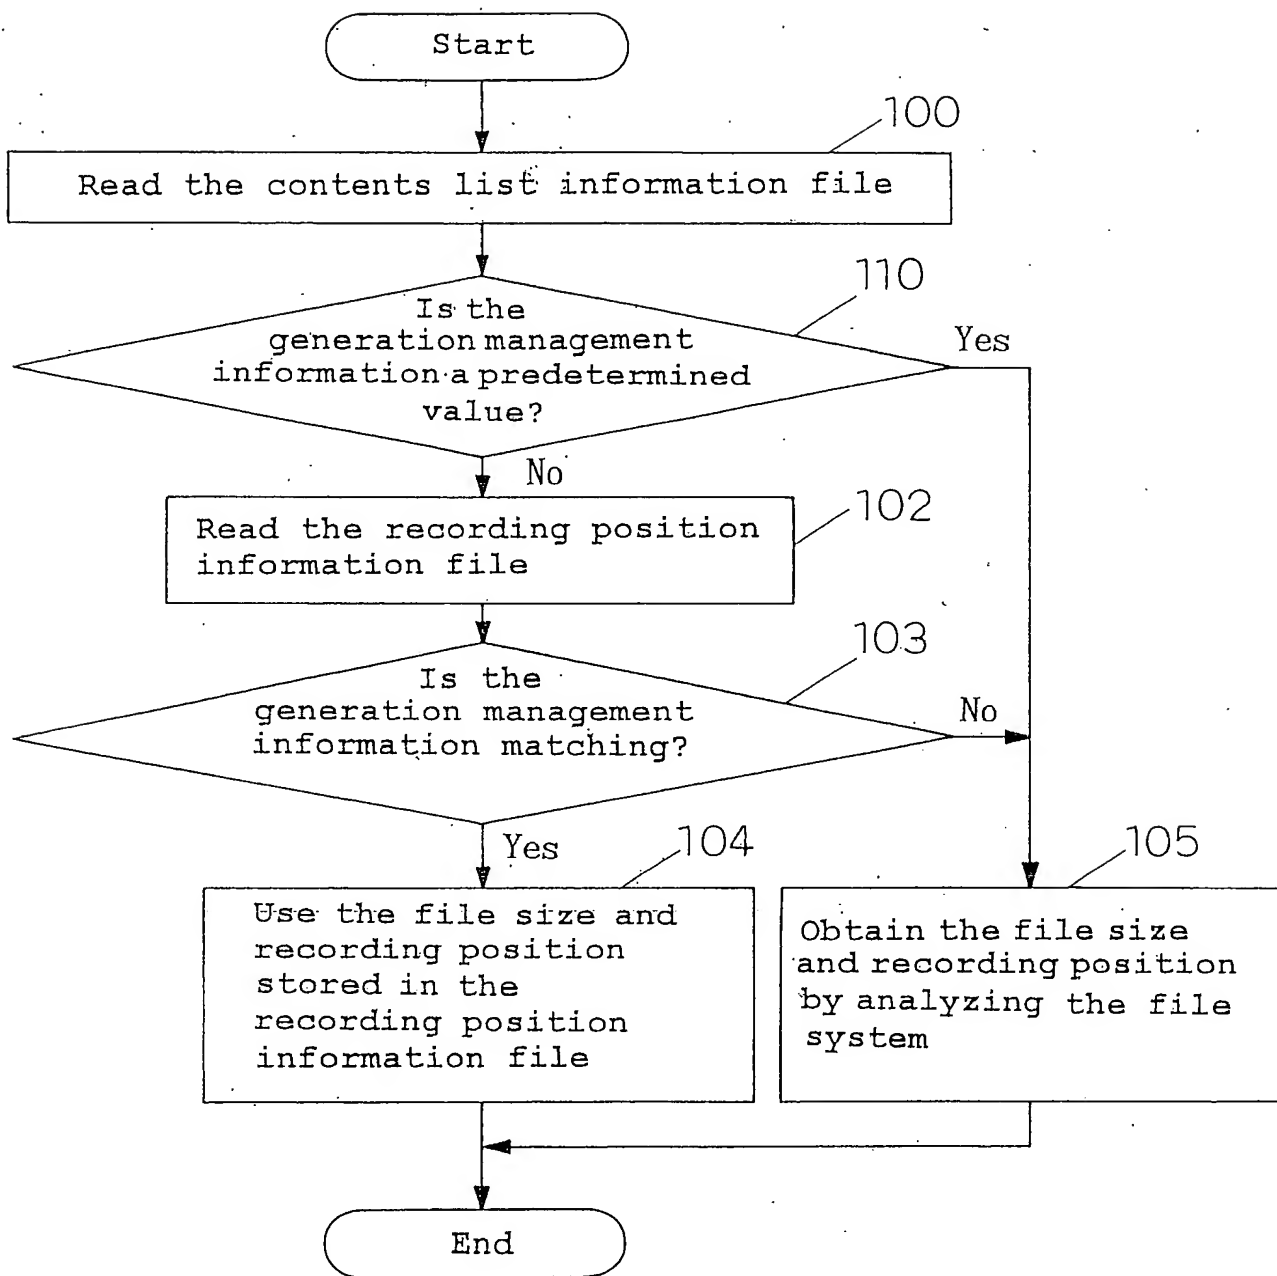 Start
100
Read the contents list information file
110
Is the
generation management
information a predetermined
value?
Yes
No
102
Read the recording position
information file
103
Is the
generation management
information matching?
No
Yes
104
Use the file size and
recording position
stored in the
recording position
information file
105
Obtain the file size
and recording position
by analyzing the file
system
End